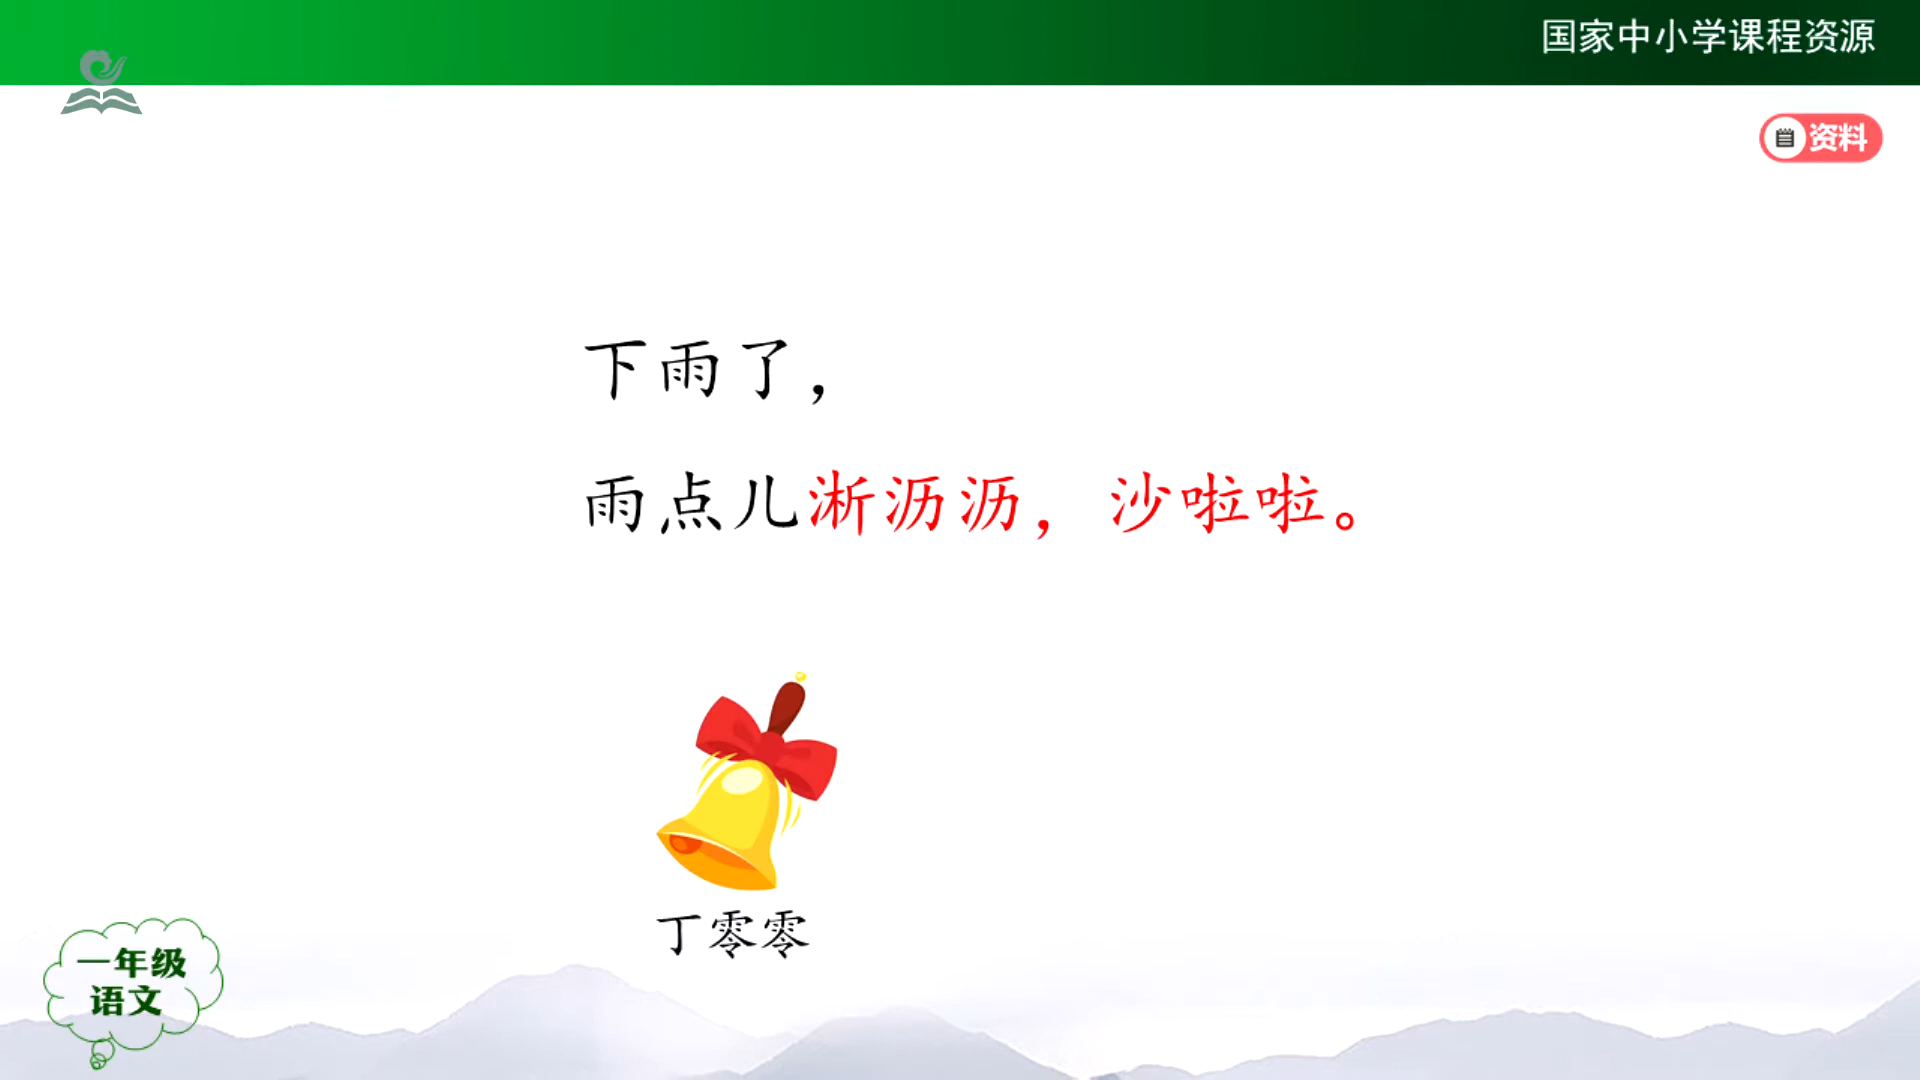 国家中小学课程资源
资料
下雨了，
雨点儿淅沥沥，沙啦啦。
丁零零
一年级
语文